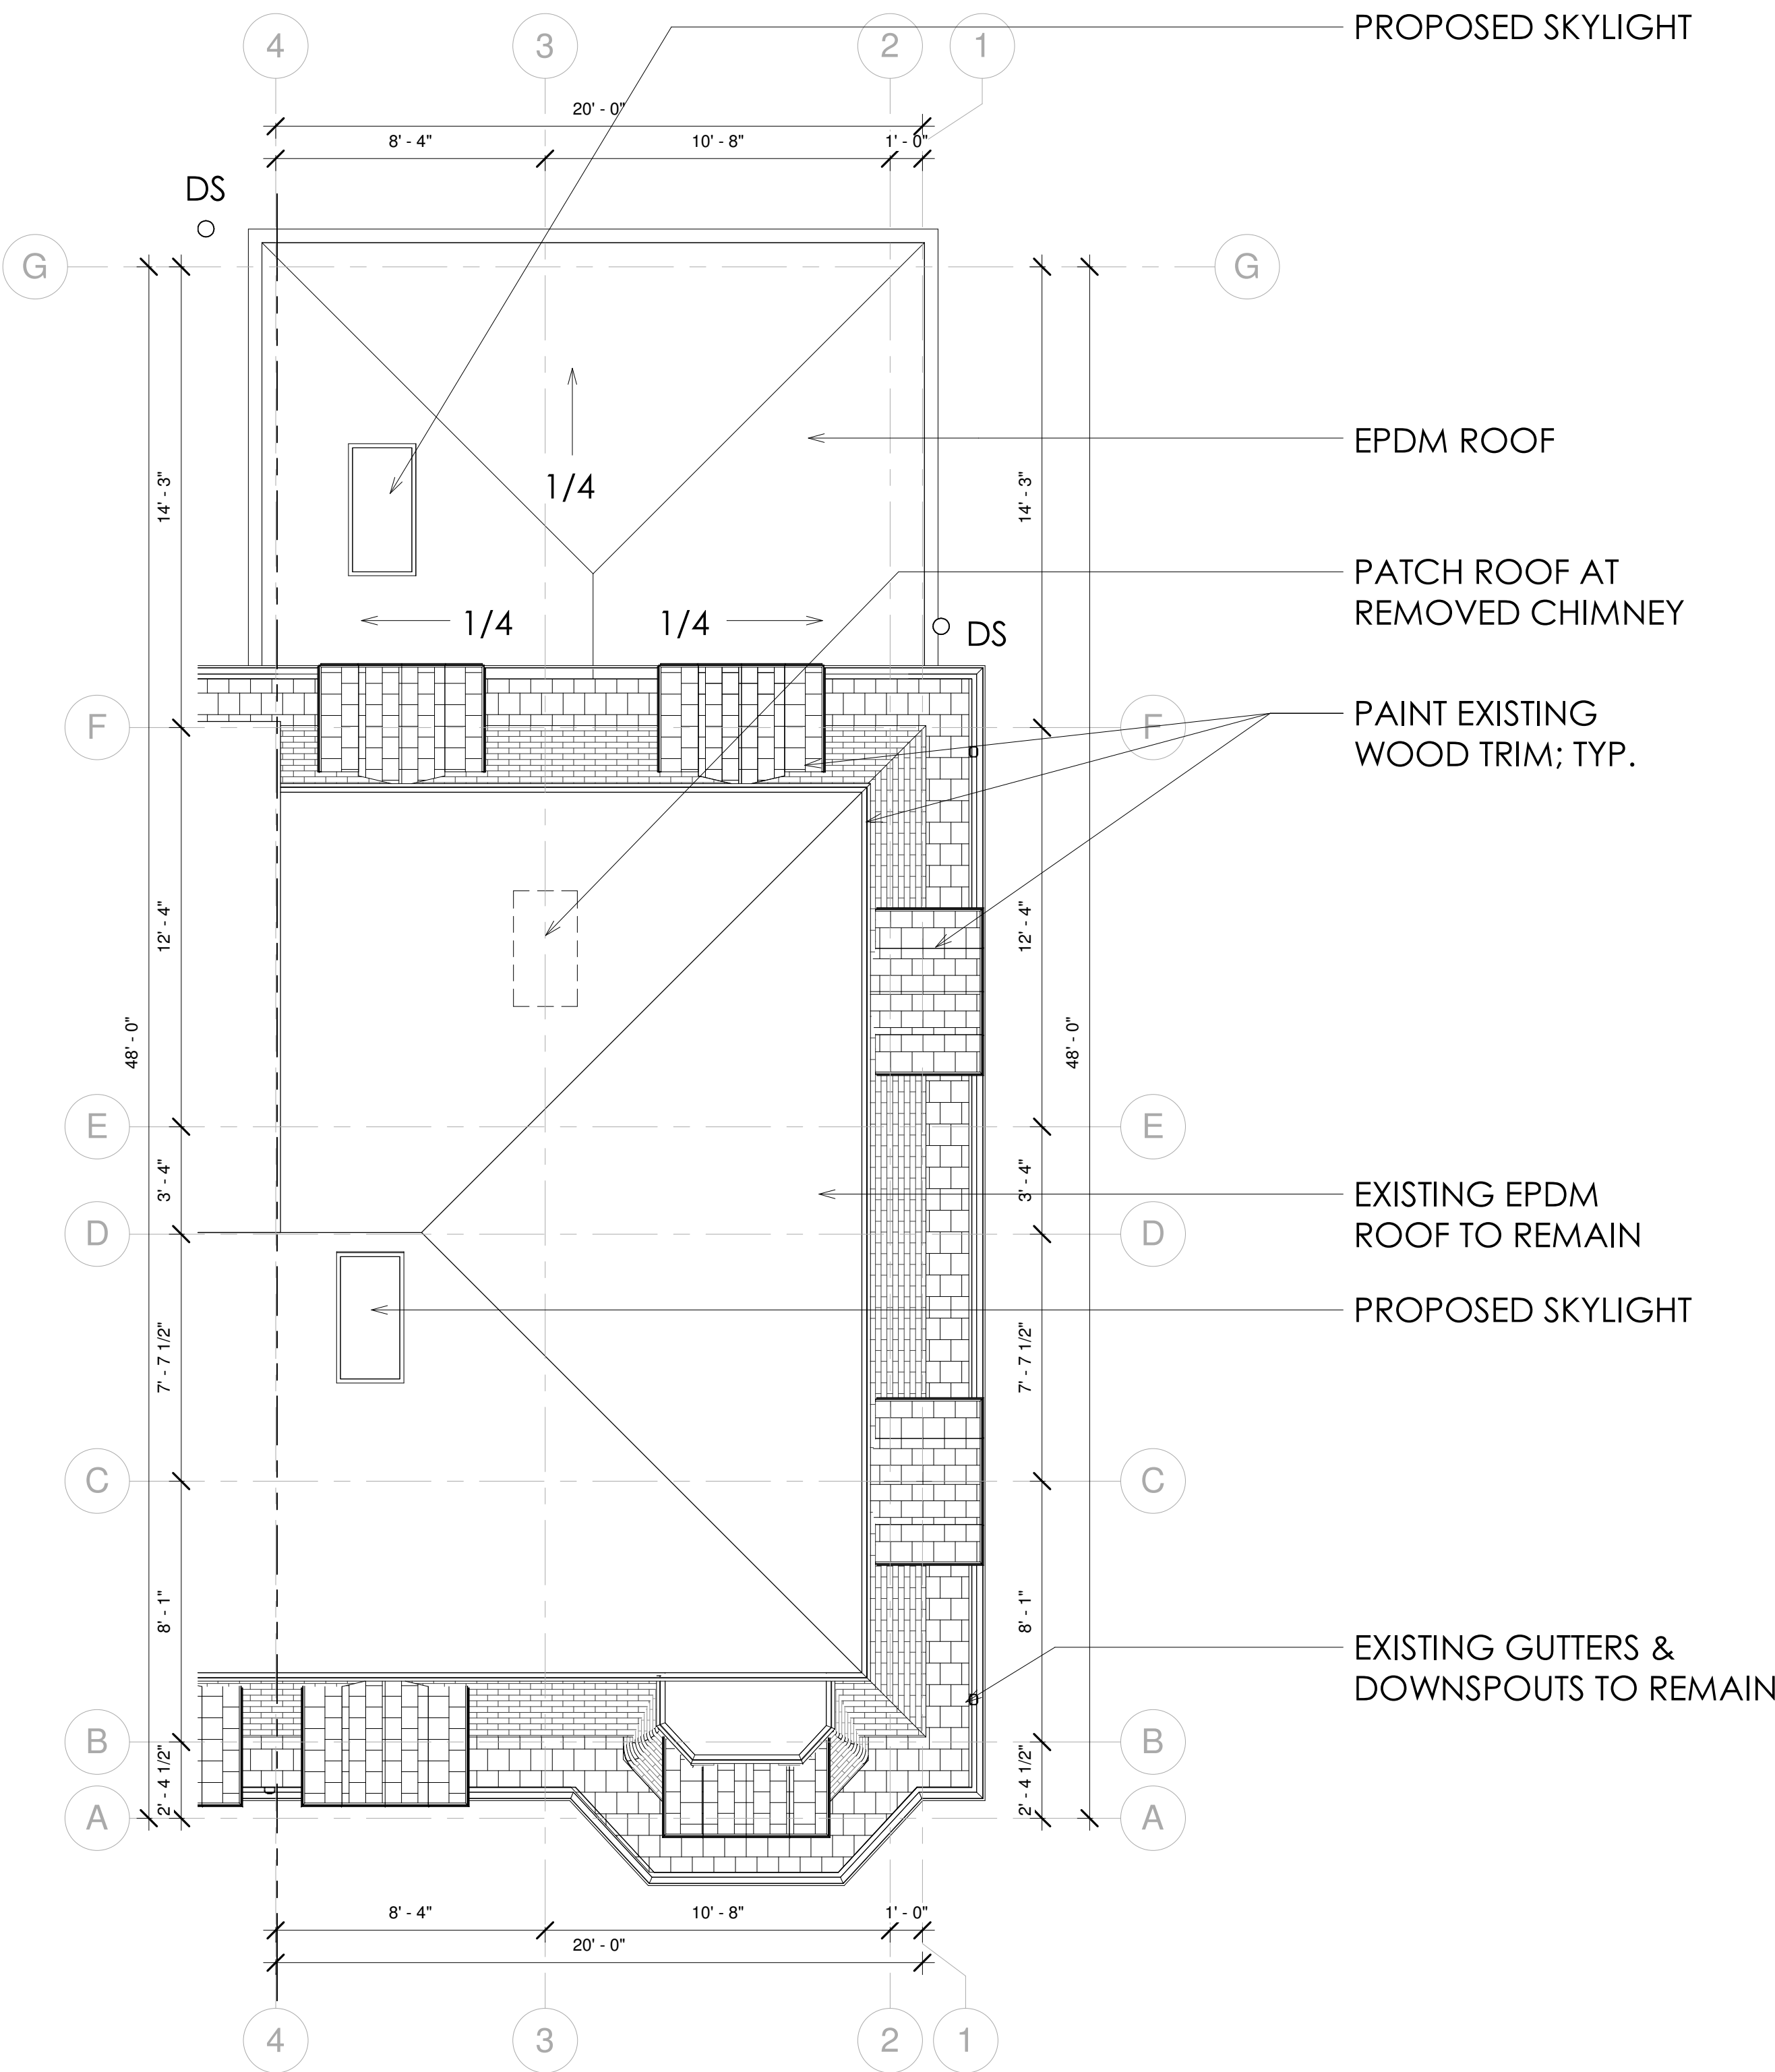 PROPOSED SKYLIGHT
4
3
2
1
20' - 0"
8' - 4"
10' - 8"
1' - 0"
DS
G
G
EPDM ROOF
14' - 3"
14' - 3"
1/4
PATCH ROOF AT
REMOVED CHIMNEY
1/4
1/4
DS
PAINT EXISTING
WOOD TRIM; TYP.
F
F
12' - 4"
12' - 4"
48' - 0"
48' - 0"
E
E
3' - 4"
3' - 4"
EXISTING EPDM
ROOF TO REMAIN
D
D
PROPOSED SKYLIGHT
7' - 7 1/2"
7' - 7 1/2"
C
C
8' - 1"
8' - 1"
EXISTING GUTTERS &
DOWNSPOUTS TO REMAIN
B
B
2' - 4 1/2"
2' - 4 1/2"
A
A
8' - 4"
10' - 8"
1' - 0"
20' - 0"
4
3
2
1